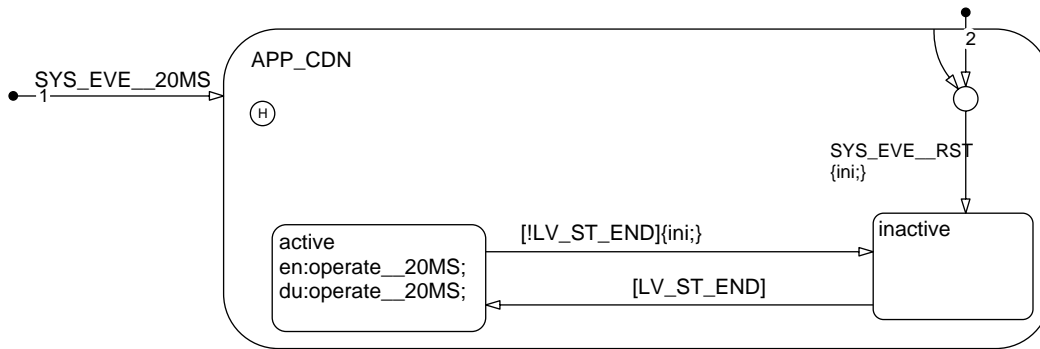 2
APP_CDN
SYS_EVE__20MS
1
H
SYS_EVE__RST
{ini;}
active
en:operate__20MS;
du:operate__20MS;
[!LV_ST_END]{ini;}
inactive
[LV_ST_END]